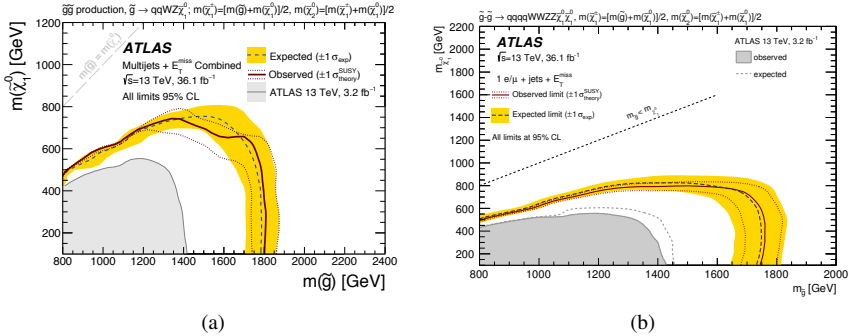 g̃g̃ production, g̃ → qqWZχ̃₁⁰; m(χ̃₁±)=[m(g̃)+m(χ̃₁⁰)]/2, m(χ̃₂⁰)=[m(χ̃₁±)+m(χ̃₁⁰)]/2
m(χ̃₁⁰) [GeV]
1200
1000
800
600
400
200
m(g̃) = m(χ̃₁⁰)
ATLAS
Multijets + E_T^miss Combined
√s=13 TeV, 36.1 fb⁻¹
All limits 95% CL
Expected (±1 σ_exp)
Observed (±1 σ_theory^SUSY)
ATLAS 13 TeV, 3.2 fb⁻¹
800 1000 1200 1400 1600 1800 2000 2200 2400
m(g̃) [GeV]
(a)
g̃-g̃ → qqqqWWZZχ̃₁⁰χ̃₁⁰, m(χ̃₁±)=[m(g̃)+m(χ̃₁⁰)]/2, m(χ̃₂⁰)=[m(χ̃₁±)+m(χ̃₁⁰)]/2
m_χ̃₁⁰ [GeV]
2200
2000
1800
1600
1400
1200
1000
800
600
400
200
ATLAS
√s=13 TeV, 36.1 fb⁻¹
1 e/μ + jets + E_T^miss
Observed limit (±1 σ_theory^SUSY)
Expected limit (±1 σ_exp)
All limits at 95% CL
ATLAS 13 TeV, 3.2 fb⁻¹
observed
expected
m_g̃ < m_χ̃₁⁰
800 1000 1200 1400 1600 1800 2000
m_g̃ [GeV]
(b)